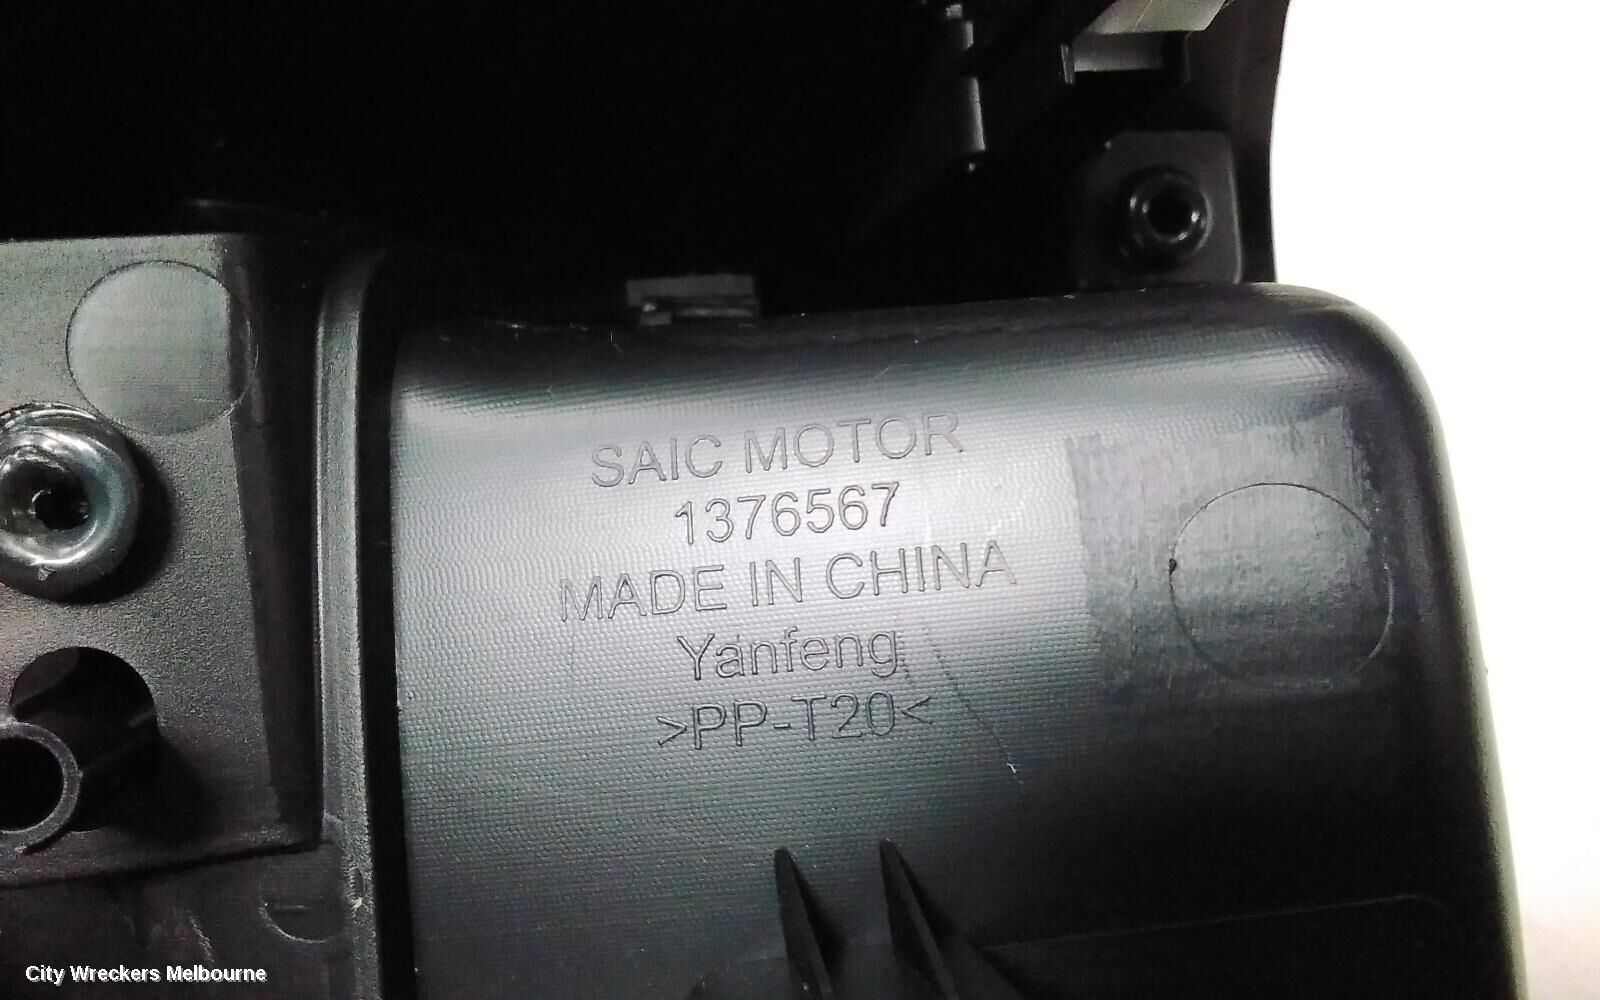 SAIC MOTOR
1376567
MADE IN CHINA
Yanfeng
>PP-T20<
City Wreckers Melbourne